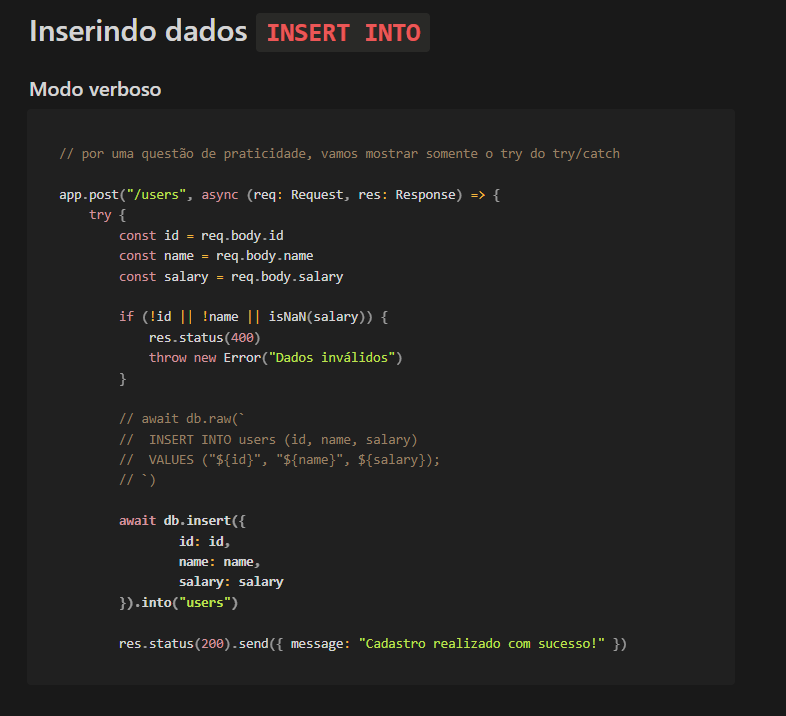 Inserindo dados INSERT INTO
Modo verboso
// por uma questão de praticidade, vamos mostrar somente o try do try/catch
app.post("/users", async (req: Request, res: Response) => {
try {
const id = req.body.id
const name = req.body.name
const salary = req.body.salary
if (!id || !name || isNaN(salary)) {
res.status(400)
throw new Error("Dados inválidos")
}
// await db.raw(`
//  INSERT INTO users (id, name, salary)
//  VALUES ("${id}", "${name}", ${salary});
// `)
await db.insert({
id: id,
name: name,
salary: salary
}).into("users")
res.status(200).send({ message: "Cadastro realizado com sucesso!" })